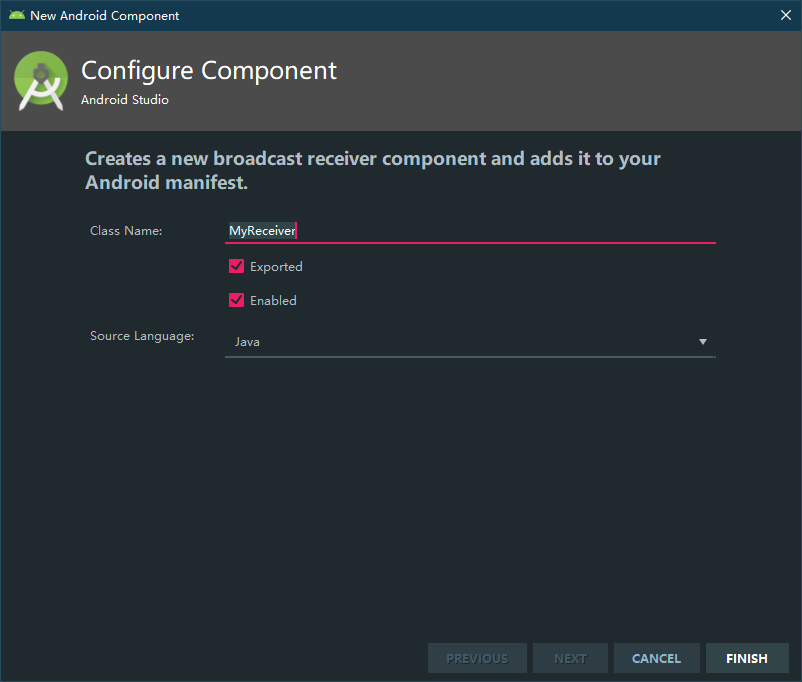 New Android Component
Configure Component
Android Studio
Creates a new broadcast receiver component and adds it to your
Android manifest.
Class Name:
MyReceiver
Exported
Enabled
Source Language:
Java
PREVIOUS
NEXT
CANCEL
FINISH